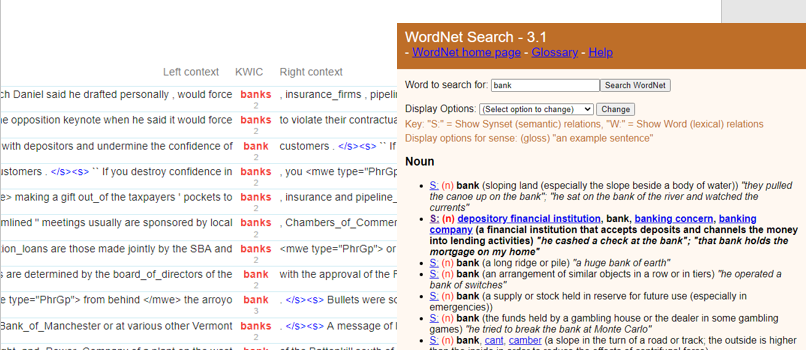 Left context KWIC Right context
ch Daniel said he drafted personally , would force banks , insurance_firms , pipelin
2
he opposition keynote when he said it would force banks to violate their contractua
2
with depositors and undermine the confidence of bank customers . </s><s> `` If yo
2
ustomers . </s><s> `` If you destroy confidence in banks , you <mwe type="PhrGp">
2
> making a gift out_of the taxpayers ' pockets to banks , insurance and pipeline_
2
mlined " meetings usually are sponsored by local banks , Chambers_of_Commer
2
tion_loans are those made jointly by the SBA and banks <mwe type="PhrGp"> or
2
s are determined by the board_of_directors of the bank with the approval of the F
2
e type="PhrGp"> from behind </mwe> the arroyo bank . </s><s> Bullets were sc
3
Bank_of_Manchester or at various other Vermont banks . </s><s> A message of l
2
WordNet Search - 3.1
- WordNet home page - Glossary - Help
Word to search for: bank Search WordNet
Display Options: (Select option to change) Change
Key: "S:" = Show Synset (semantic) relations, "W:" = Show Word (lexical) relations
Display options for sense: (gloss) "an example sentence"
Noun
• S: (n) bank (sloping land (especially the slope beside a body of water)) "they pulled
the canoe up on the bank"; "he sat on the bank of the river and watched the
currents"
• S: (n) depository financial institution, bank, banking concern, banking
company (a financial institution that accepts deposits and channels the money
into lending activities) "he cashed a check at the bank"; "that bank holds the
mortgage on my home"
• S: (n) bank (a long ridge or pile) "a huge bank of earth"
• S: (n) bank (an arrangement of similar objects in a row or in tiers) "he operated a
bank of switches"
• S: (n) bank (a supply or stock held in reserve for future use (especially in
emergencies))
• S: (n) bank (the funds held by a gambling house or the dealer in some gambling
games) "he tried to break the bank at Monte Carlo"
• S: (n) bank, cant, camber (a slope in the turn of a road or track; the outside is higher